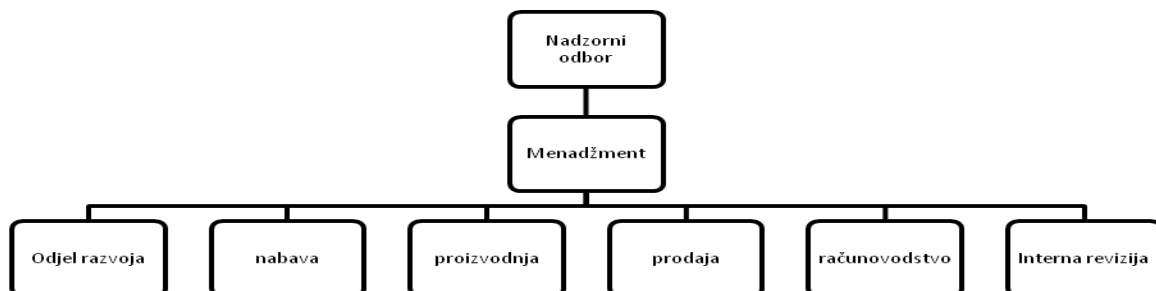 Nadzorni
odbor
Menadžment
Odjel razvoja
nabava
proizvodnja
prodaja
računovodstvo
Interna revizija